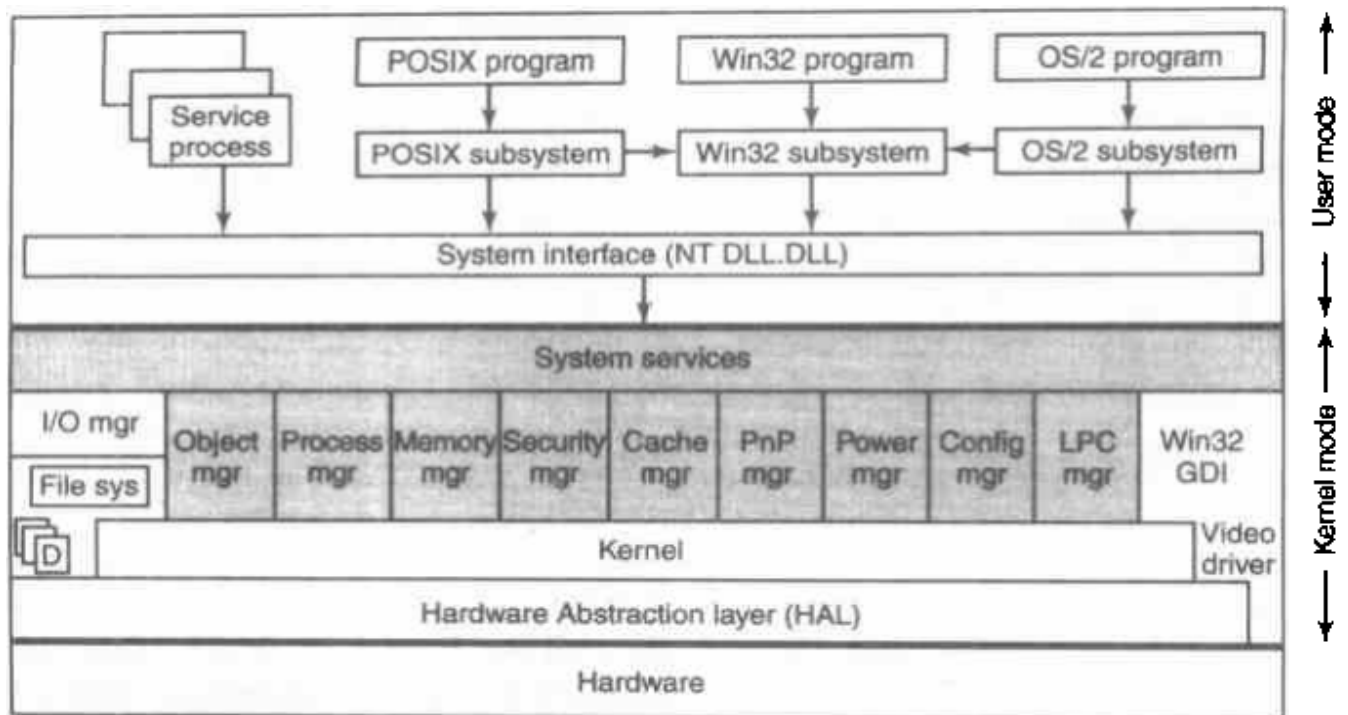 POSIX program
Win32 program
OS/2 program
Service
process
POSIX subsystem
Win32 subsystem
OS/2 subsystem
System interface (NT DLL.DLL)
User mode
System services
I/O mgr
File sys
D
Object
mgr
Process
mgr
Memory
mgr
Security
mgr
Cache
mgr
PnP
mgr
Power
mgr
Config
mgr
LPC
mgr
Win32
GDI
Video
driver
Kernel
Hardware Abstraction layer (HAL)
Hardware
Kernel mode